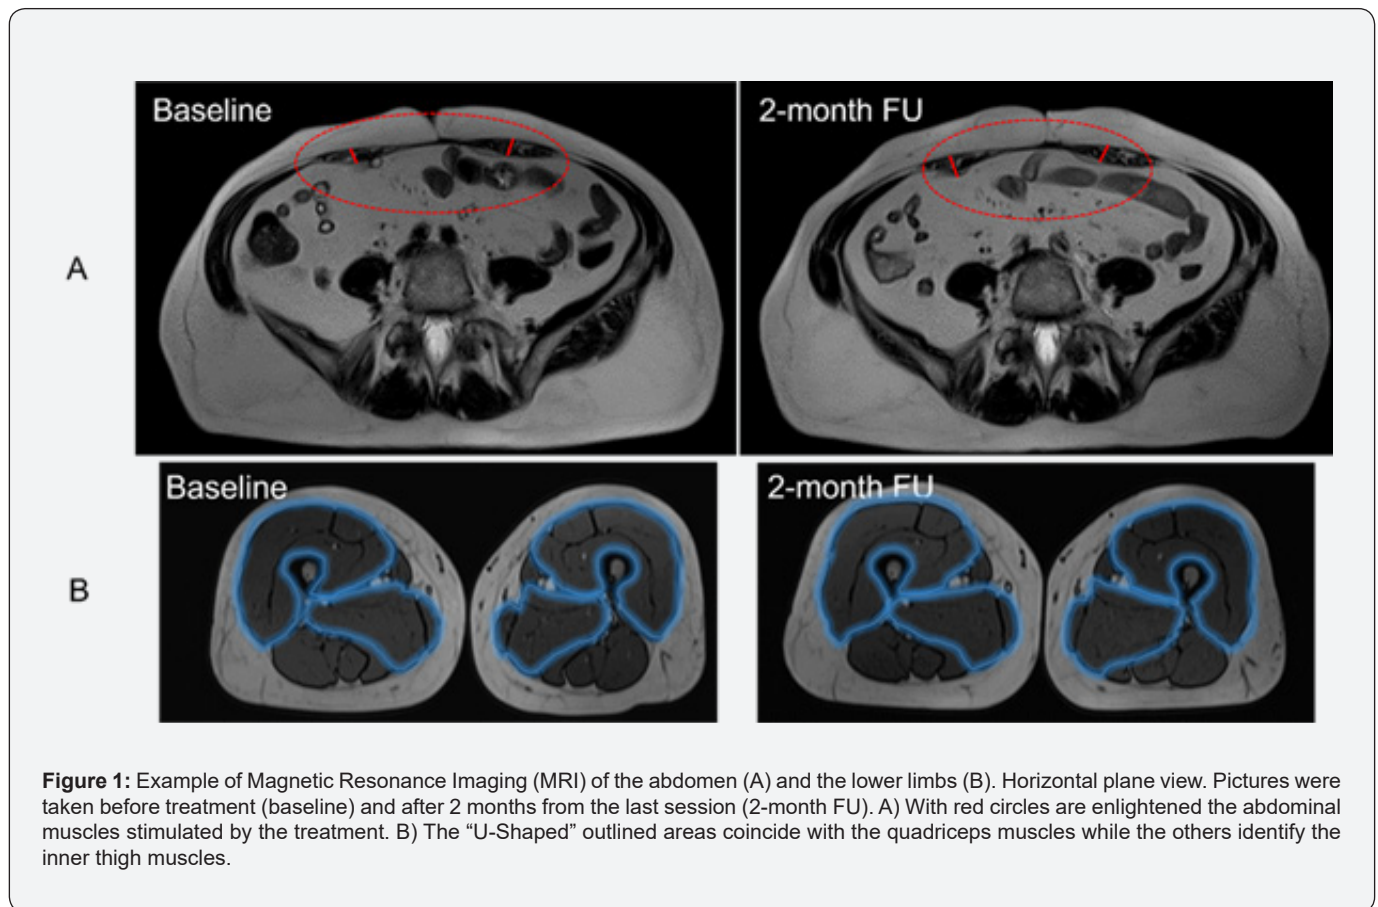 Baseline
2-month FU
A
Baseline
2-month FU
B
Figure 1: Example of Magnetic Resonance Imaging (MRI) of the abdomen (A) and the lower limbs (B). Horizontal plane view. Pictures were
taken before treatment (baseline) and after 2 months from the last session (2-month FU). A) With red circles are enlightened the abdominal
muscles stimulated by the treatment. B) The “U-Shaped” outlined areas coincide with the quadriceps muscles while the others identify the
inner thigh muscles.